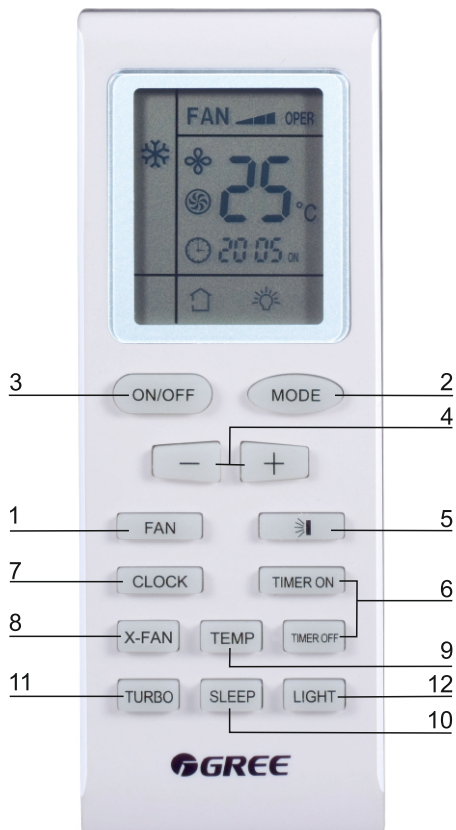 FAN OPER
25 °C
20 05 ON
3 ON/OFF MODE 2
4
− +
1 FAN 5
7 CLOCK TIMER ON
6
8 X-FAN TEMP TIMER OFF
9
11 TURBO SLEEP LIGHT 12
10
GREE